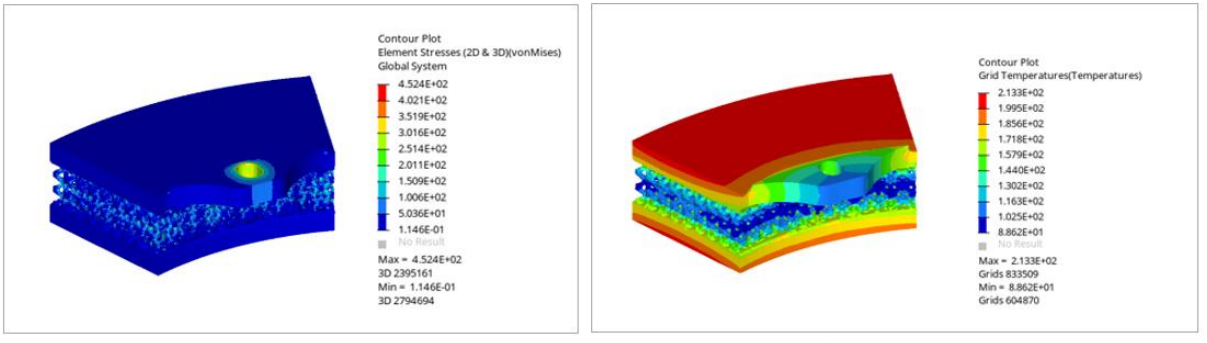 Contour Plot
Element Stresses (2D & 3D)(vonMises)
Global System
4.524E+02
4.021E+02
3.519E+02
3.016E+02
2.514E+02
2.011E+02
1.509E+02
1.006E+02
5.036E+01
1.146E-01
No Result
Max = 4.524E+02
3D 2395161
Min = 1.146E-01
3D 2794694
Contour Plot
Grid Temperatures(Temperatures)
2.133E+02
1.995E+02
1.856E+02
1.718E+02
1.579E+02
1.440E+02
1.302E+02
1.163E+02
1.025E+02
8.862E+01
No Result
Max = 2.133E+02
Grids 833509
Min = 8.862E+01
Grids 604870